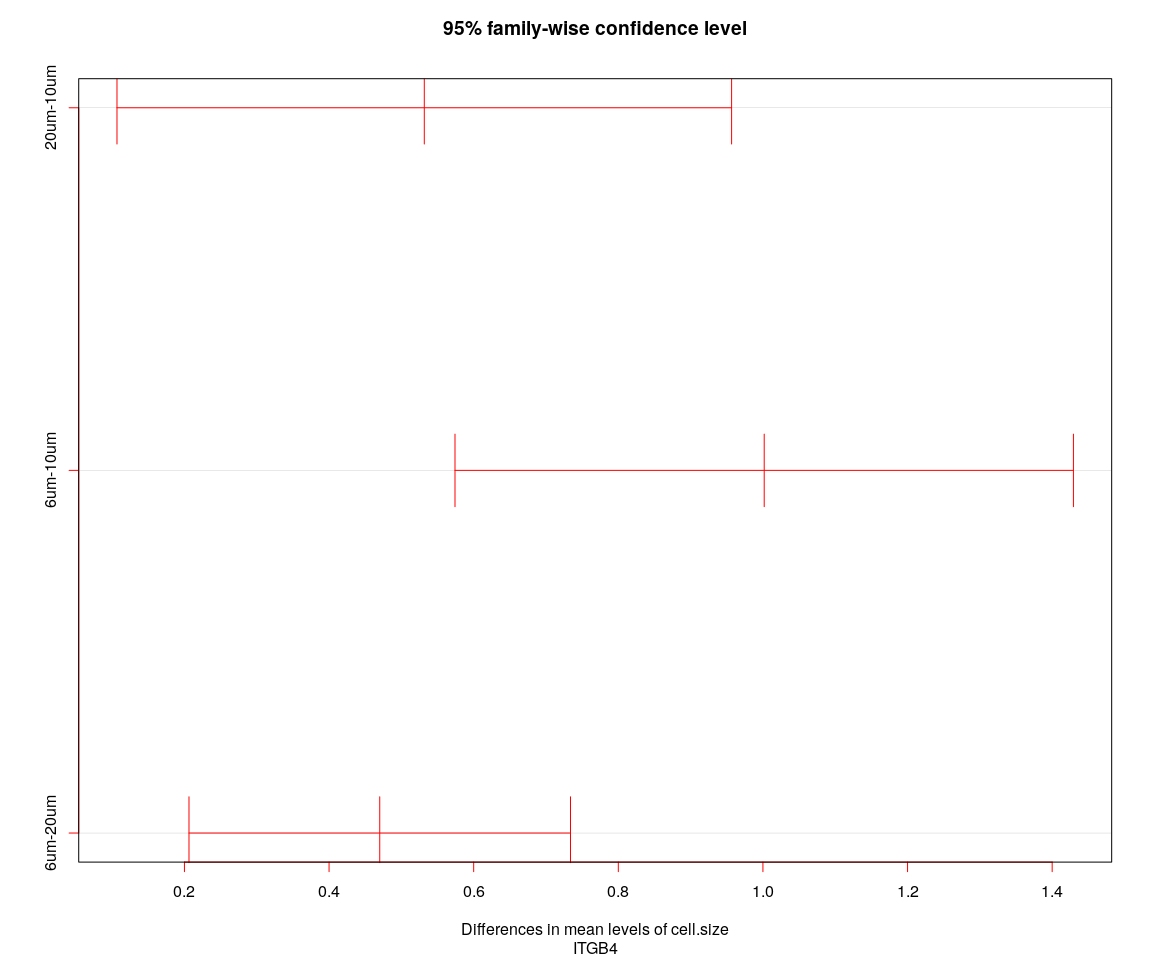 95% family-wise confidence level
20um-10um
6um-10um
6um-20um
0.2 0.4 0.6 0.8 1.0 1.2 1.4
Differences in mean levels of cell.size
ITGB4